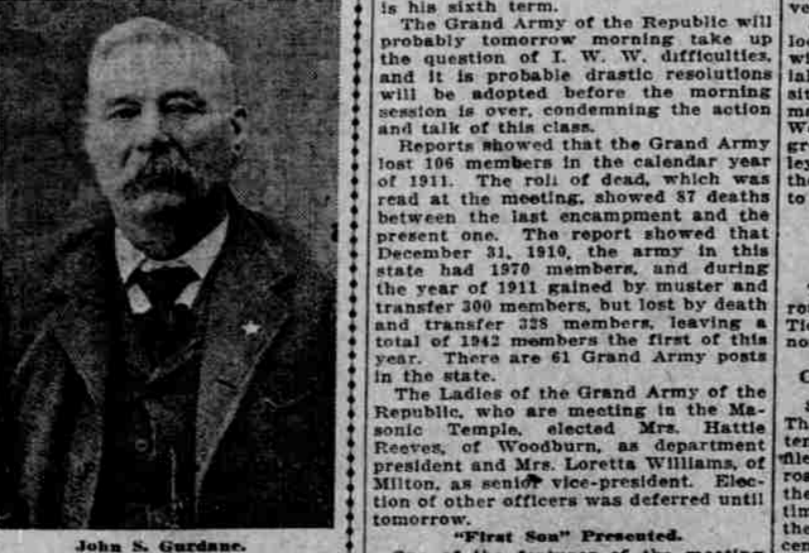 is his sixth term.
The Grand Army of the Republic will
probably tomorrow morning take up
the question of I. W. W. difficulties,
and it is probable drastic resolutions
will be adopted before the morning
session is over, condemning the action
and talk of this class.
Reports showed that the Grand Army
lost 106 members in the calendar year
of 1911. The roll of dead, which was
read at the meeting, showed 87 deaths
between the last encampment and the
present one. The report showed that
December 31, 1910, the army in this
state had 1970 members, and during
the year of 1911 gained by muster and
transfer 300 members, but lost by death
and transfer 328 members, leaving a
total of 1942 members the first of this
year. There are 61 Grand Army posts
in the state.
The Ladies of the Grand Army of the
Republic, who are meeting in the Ma-
sonic Temple, elected Mrs. Hattie
Reeves, of Woodburn, as department
president and Mrs. Loretta Williams, of
Milton, as senior vice-president. Elec-
tion of other officers was deferred until
tomorrow.
"First Son" Presented.
John S. Gurdane.